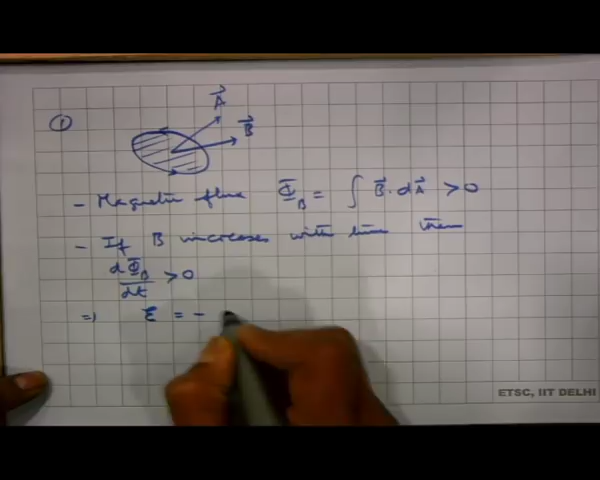 ①
A⃗
B⃗
- Magnetic flux Φ_B = ∫ B⃗. dA⃗ > 0
- If B increases with time then
dΦ_B/dt > 0
=> ε = -
ETSC, IIT DELHI